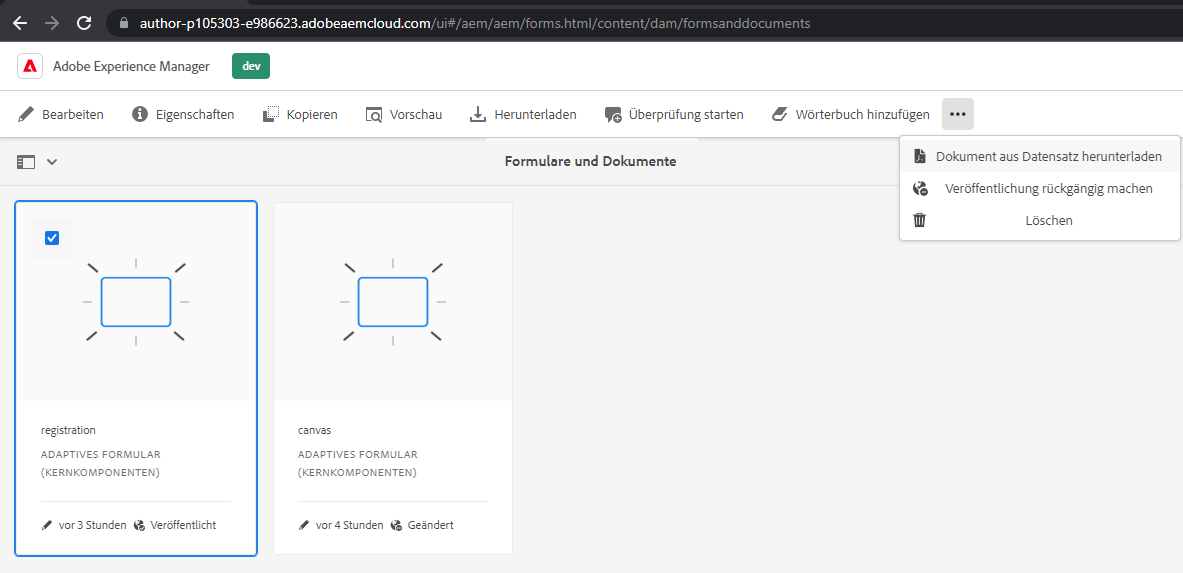 author-p105303-e986623.adobeaemcloud.com/ui#/aem/aem/forms.html/content/dam/formsanddocuments
Adobe Experience Manager dev
Bearbeiten Eigenschaften Kopieren Vorschau Herunterladen Überprüfung starten Wörterbuch hinzufügen
Dokument aus Datensatz herunterladen
Veröffentlichung rückgängig machen
Löschen
Formulare und Dokumente
registration
ADAPTIVES FORMULAR
(KERNKOMPONENTEN)
vor 3 Stunden Veröffentlicht
canvas
ADAPTIVES FORMULAR
(KERNKOMPONENTEN)
vor 4 Stunden Geändert